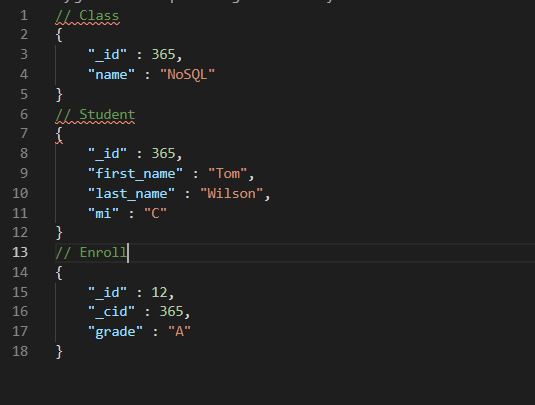 1 // Class
2 {
3     "_id" : 365,
4     "name" : "NoSQL"
5 }
6 // Student
7 {
8     "_id" : 365,
9     "first_name" : "Tom",
10     "last_name" : "Wilson",
11     "mi" : "C"
12 }
13 // Enroll
14 {
15     "_id" : 12,
16     "_cid" : 365,
17     "grade" : "A"
18 }